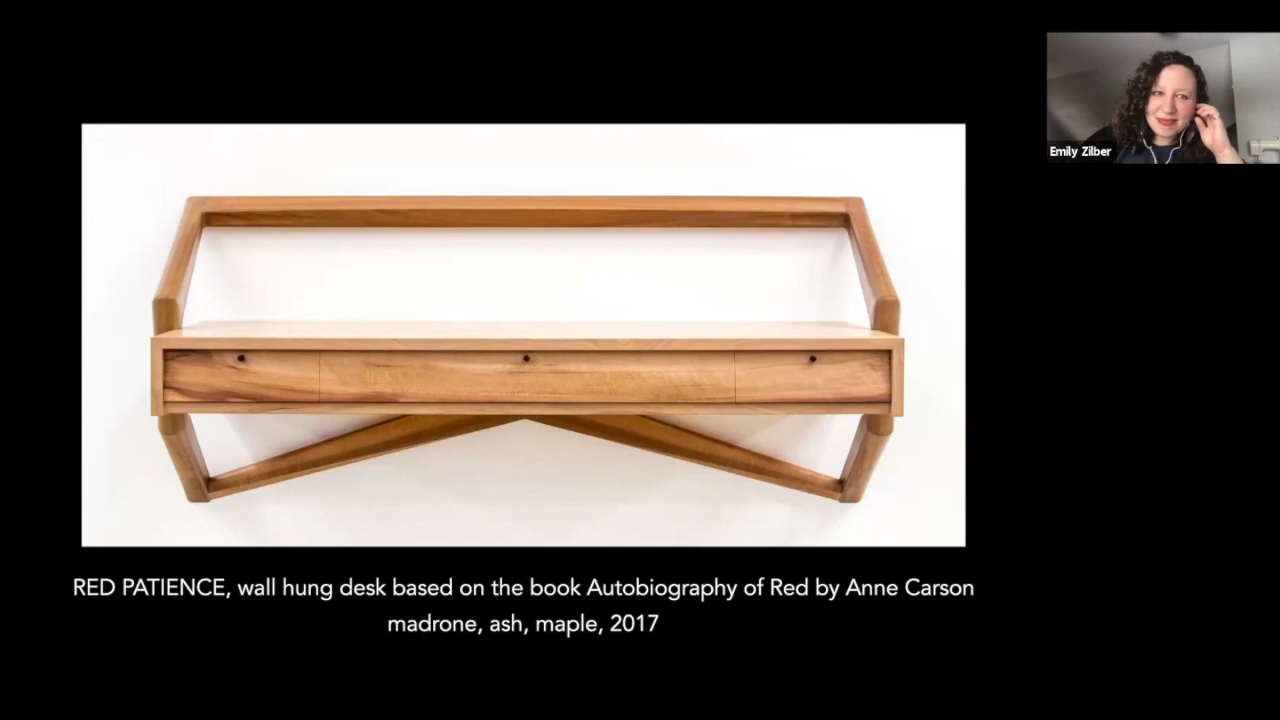 Emily Zilber
RED PATIENCE, wall hung desk based on the book Autobiography of Red by Anne Carson
madrone, ash, maple, 2017